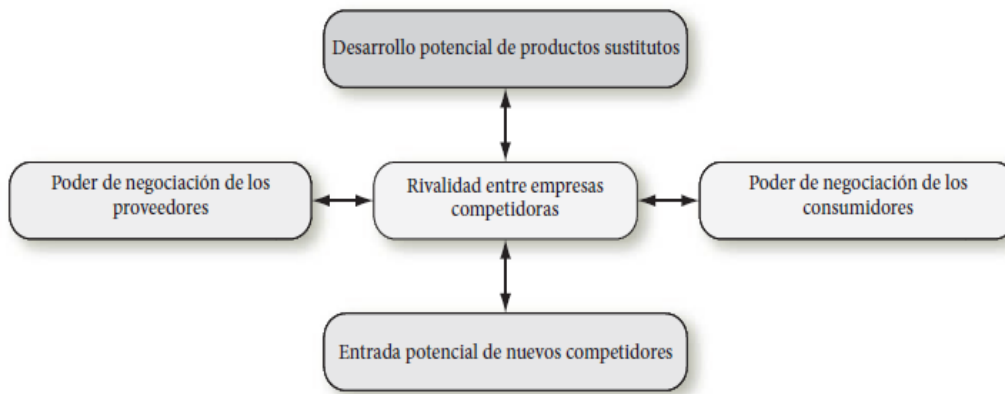 Desarrollo potencial de productos sustitutos
Poder de negociación de los
proveedores
Rivalidad entre empresas
competidoras
Poder de negociación de los
consumidores
Entrada potencial de nuevos competidores